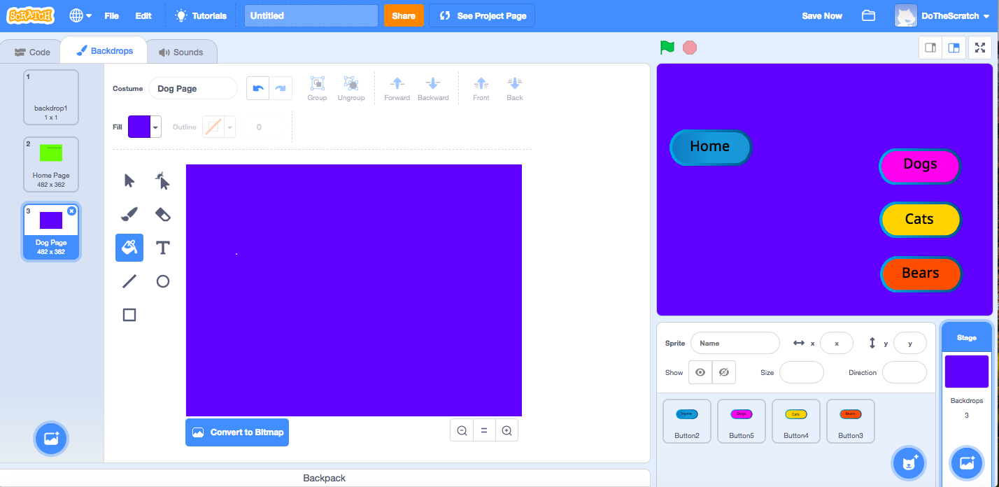 SCRATCH File Edit Tutorials Untitled Share See Project Page Save Now DoTheScratch
Code Backdrops Sounds
1
backdrop1
1 x 1
2
Home Page
482 x 362
3
Dog Page
482 x 362
Costume Dog Page Group Ungroup Forward Backward Front Back
Fill Outline 0
T
Convert to Bitmap
Backpack
Home
Dogs
Cats
Bears
Sprite Name x x y y
Show Size Direction
Home Dogs Cats Bears
Button2 Button5 Button4 Button3
Stage
Backdrops
3